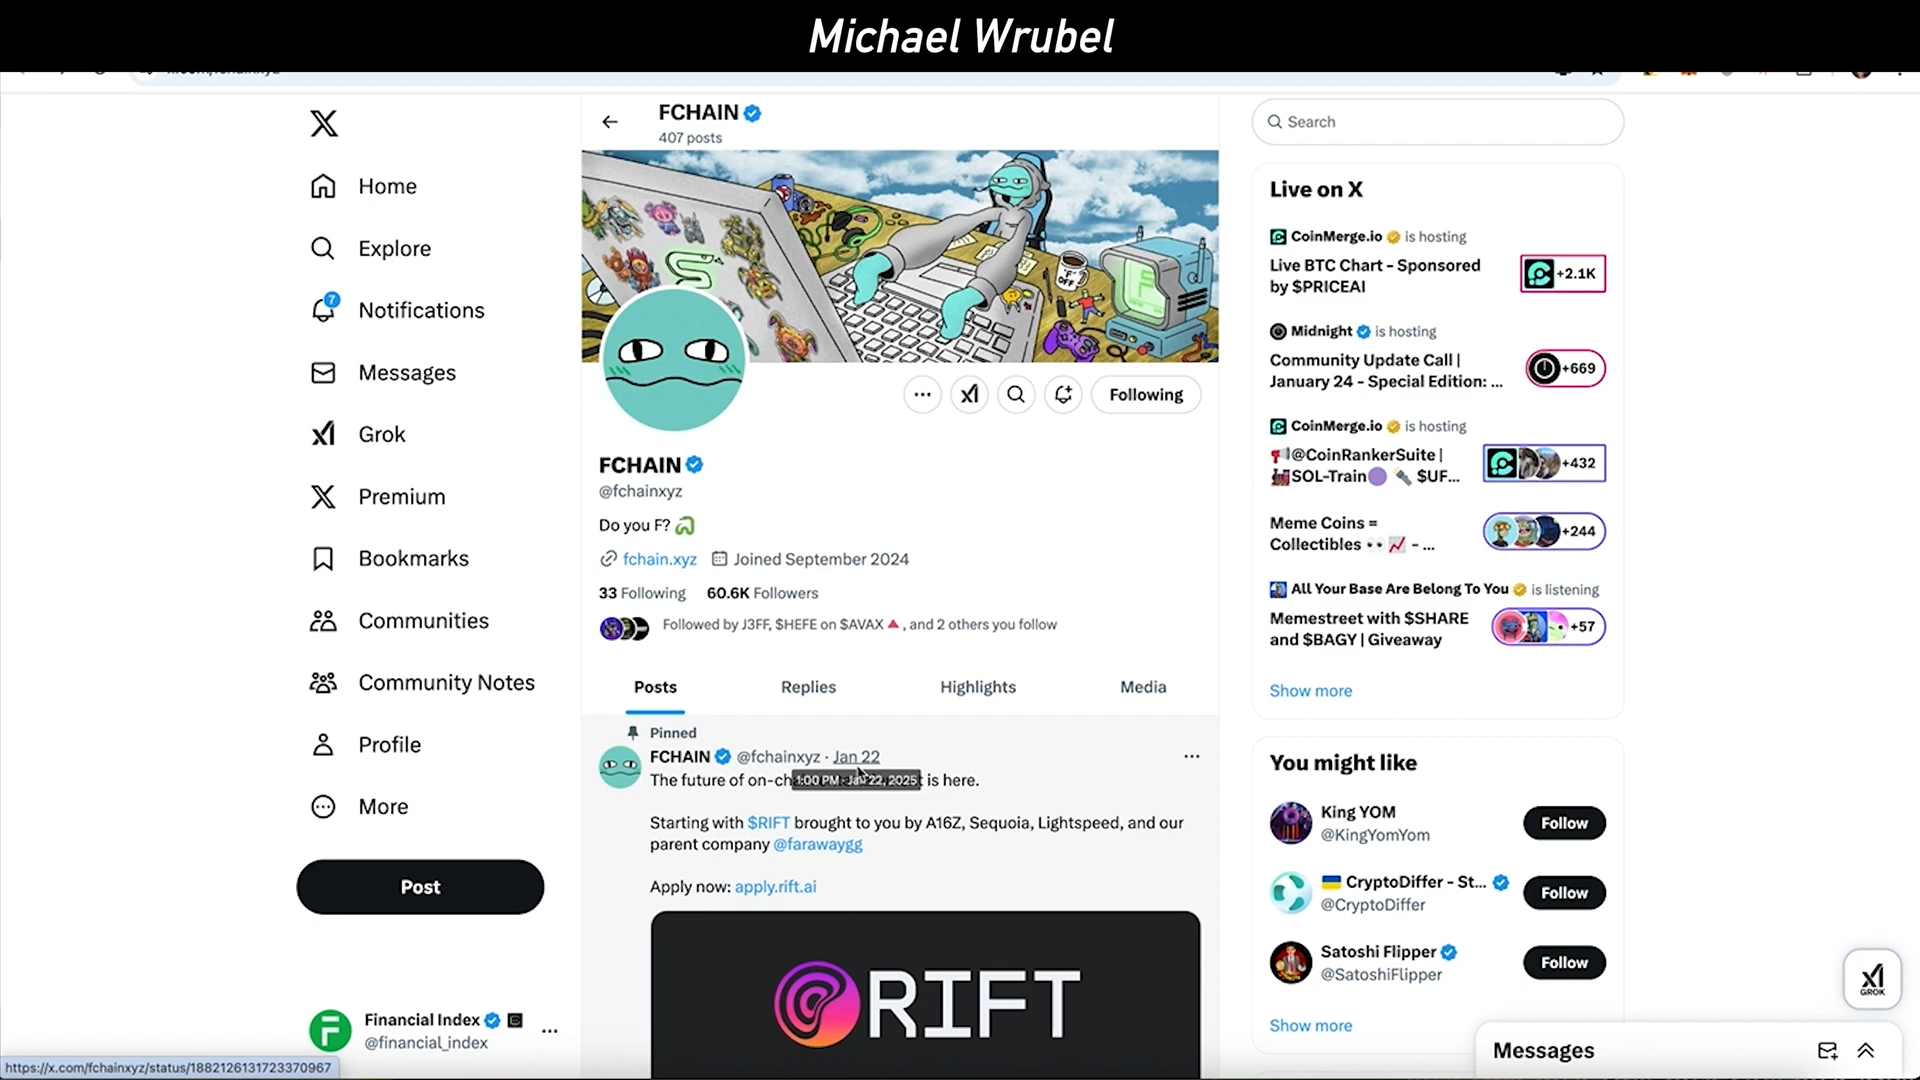 Michael Wrubel
FCHAIN
407 posts
Search
Home
Explore
7
Notifications
Messages
Grok
Premium
Bookmarks
Communities
Community Notes
Profile
More
Post
Financial Index
@financial_index
"F"
OFF
Following
FCHAIN
@fchainxyz
Do you F?
fchain.xyz Joined September 2024
33 Following 60.6K Followers
Followed by J3FF, $HEFE on $AVAX🔺, and 2 others you follow
Posts Replies Highlights Media
Pinned
FCHAIN @fchainxyz · Jan 22
1:00 PM · Jan 22, 2025
The future of on-ch is here.
Starting with $RIFT brought to you by A16Z, Sequoia, Lightspeed, and our
parent company @farawaygg
Apply now: apply.rift.ai
RIFT
Live on X
CoinMerge.io is hosting
Live BTC Chart - Sponsored
by $PRICEAI
+2.1K
Midnight is hosting
Community Update Call |
January 24 - Special Edition: ...
+669
CoinMerge.io is hosting
📢@CoinRankerSuite |
🚂SOL-Train🟣 🔦 $UF...
+432
Meme Coins =
Collectibles 👀 📈 - ...
+244
All Your Base Are Belong To You is listening
Memestreet with $SHARE
and $BAGY | Giveaway
+57
Show more
You might like
King YOM
@KingYomYom
Follow
🇺🇦 CryptoDiffer - St...
@CryptoDiffer
Follow
Satoshi Flipper
@SatoshiFlipper
Follow
Show more
GROK
Messages
https://x.com/fchainxyz/status/1882126131723370967